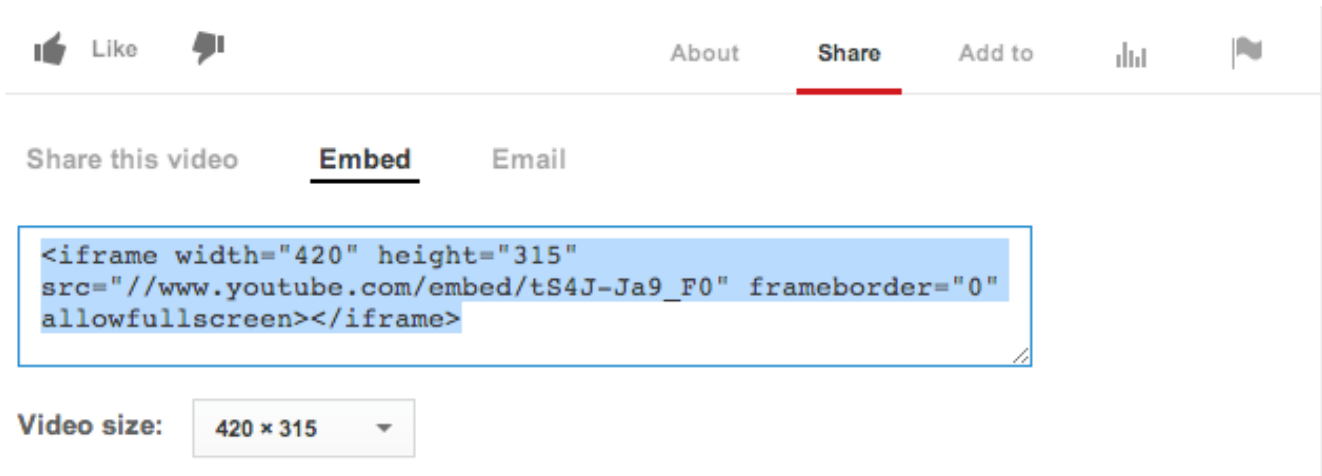 Like About Share Add to
Share this video Embed Email
<iframe width="420" height="315"
src="//www.youtube.com/embed/tS4J-Ja9_F0" frameborder="0"
allowfullscreen></iframe>
Video size: 420 × 315